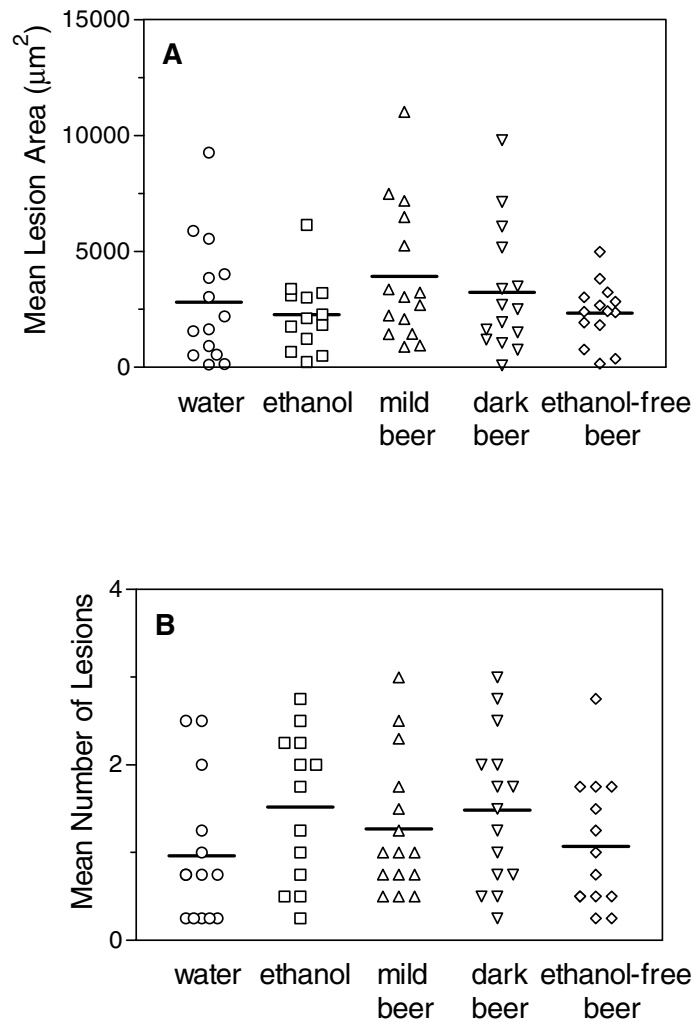 15000
A
10000
5000
0
Mean Lesion Area (μm²)
water ethanol mild dark ethanol-free
beer beer beer
4
B
2
0
Mean Number of Lesions
water ethanol mild dark ethanol-free
beer beer beer